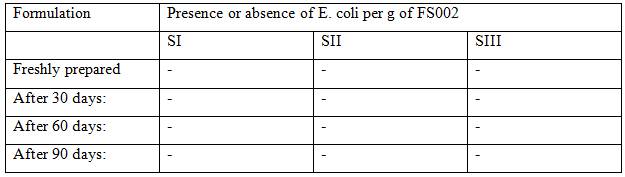 Formulation Presence or absence of E. coli per g of FS002
SI SII SIII
Freshly prepared - - -
After 30 days: - - -
After 60 days: - - -
After 90 days: - - -